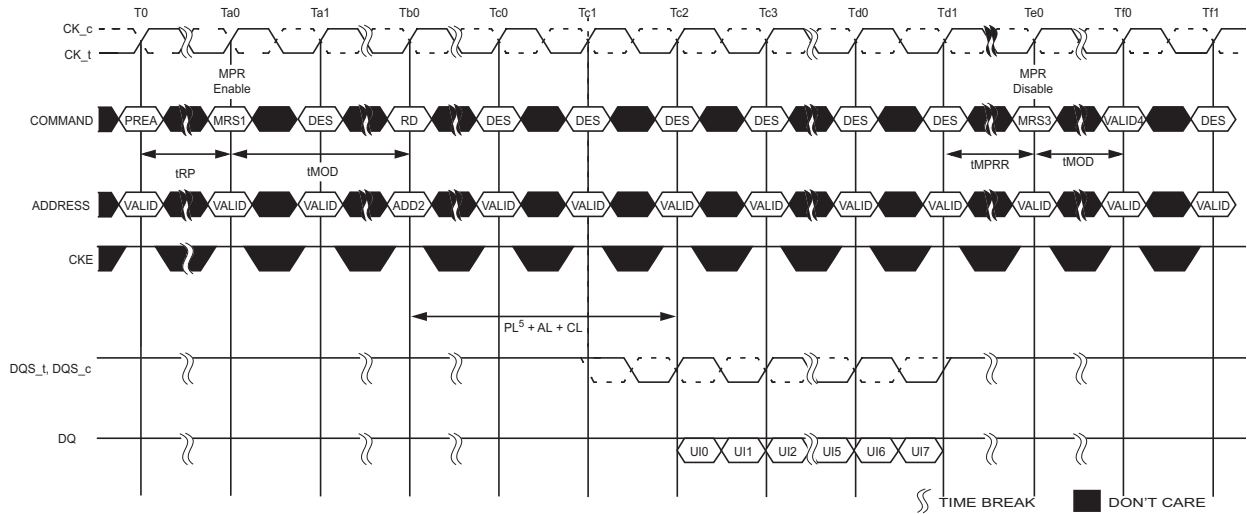 T0 Ta0 Ta1 Tb0 Tc0 Tc1 Tc2 Tc3 Td0 Td1 Te0 Tf0 Tf1
CK_c
CK_t
MPR Enable MPR Disable
COMMAND PREA MRS1 DES RD DES DES DES DES DES DES MRS3 VALID4 DES
tRP tMOD tMPRR tMOD
ADDRESS VALID VALID VALID ADD2 VALID VALID VALID VALID VALID VALID VALID VALID VALID
CKE
PL5 + AL + CL
DQS_t, DQS_c
DQ UI0 UI1 UI2 UI5 UI6 UI7
TIME BREAK DON'T CARE